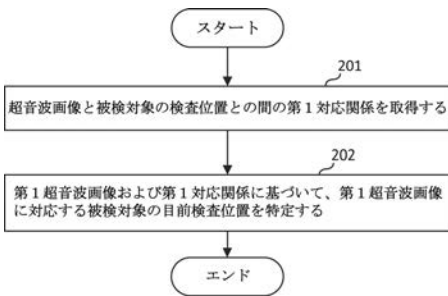 スタート
201
超音波画像と被検対象の検査位置との間の第1対応関係を取得する
202
第1超音波画像および第1対応関係に基づいて、第1超音波画像
に対応する被検対象の目前検査位置を特定する
エンド